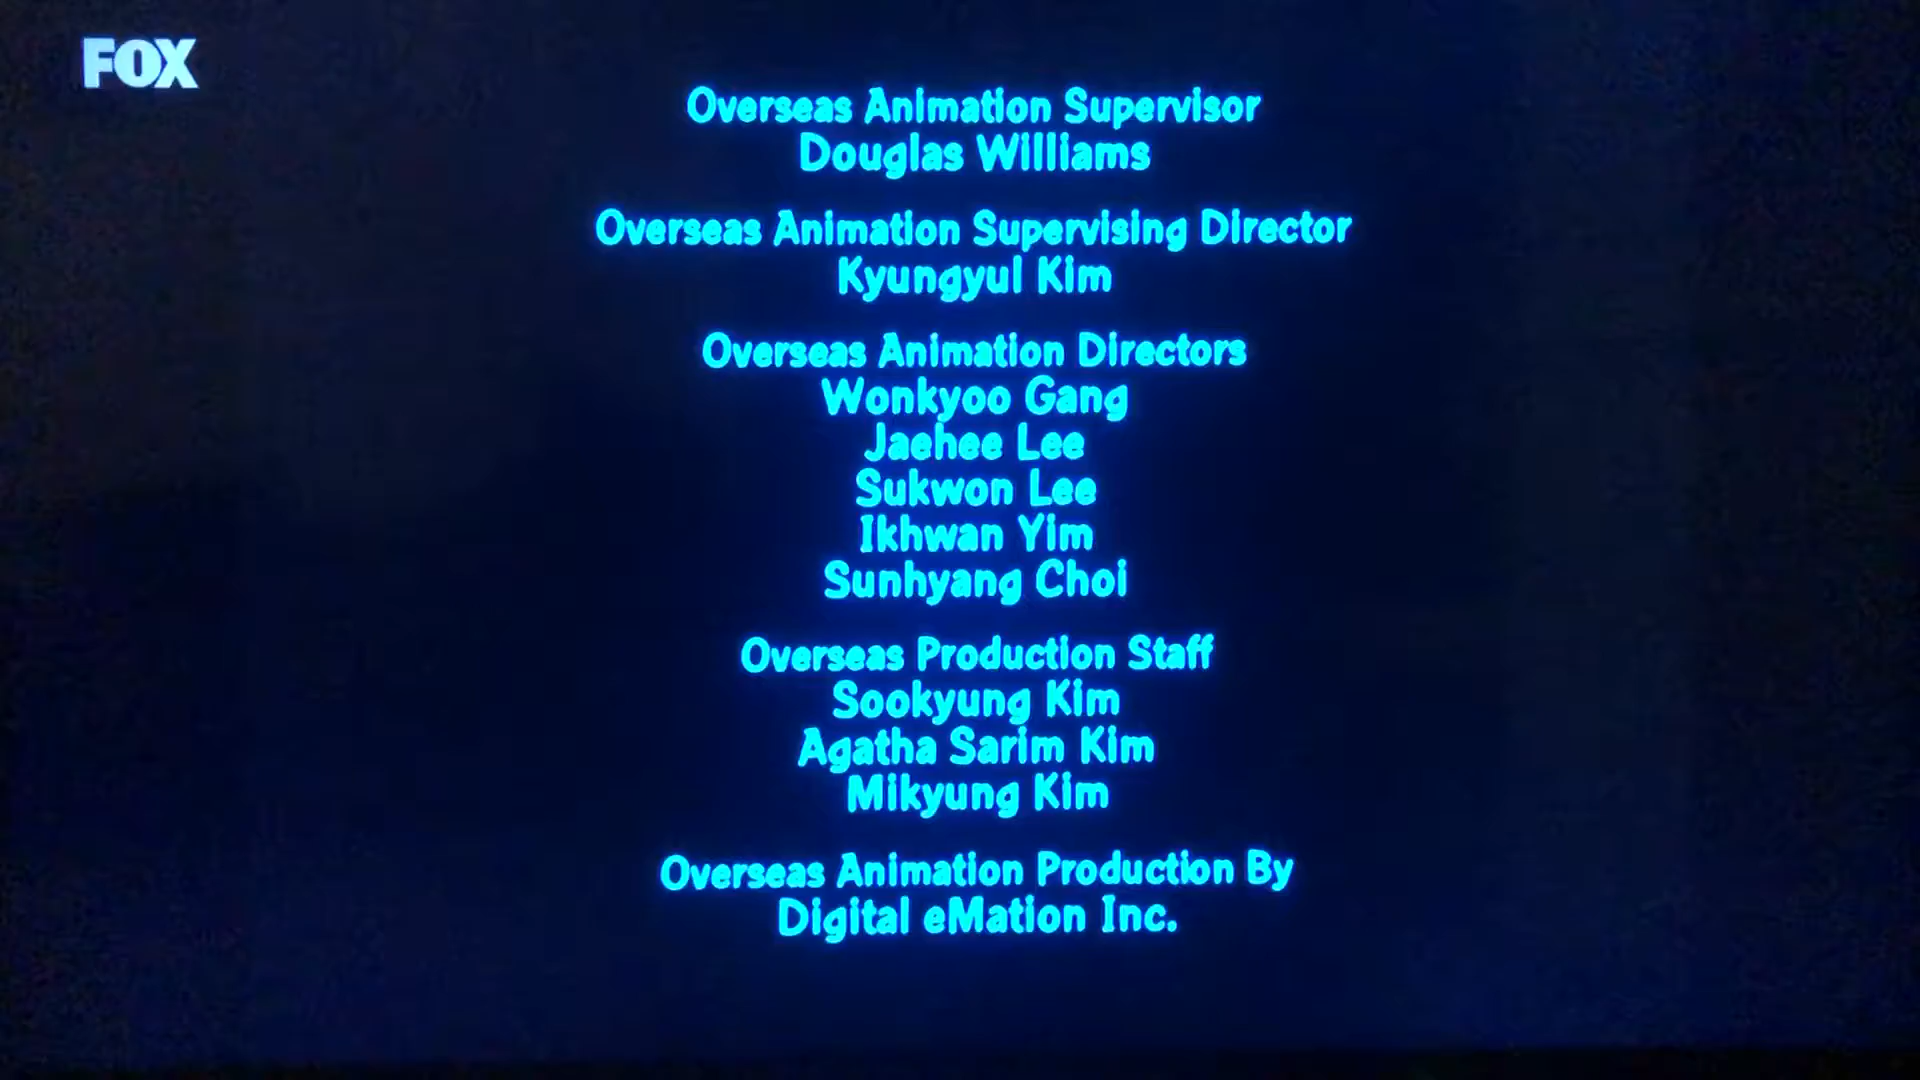 FOX
Overseas Animation Supervisor
Douglas Williams
Overseas Animation Supervising Director
Kyungyul Kim
Overseas Animation Directors
Wonkyoo Gang
Jaehee Lee
Sukwon Lee
Ikhwan Yim
Sunhyang Choi
Overseas Production Staff
Sookyung Kim
Agatha Sarim Kim
Mikyung Kim
Overseas Animation Production By
Digital eMation Inc.